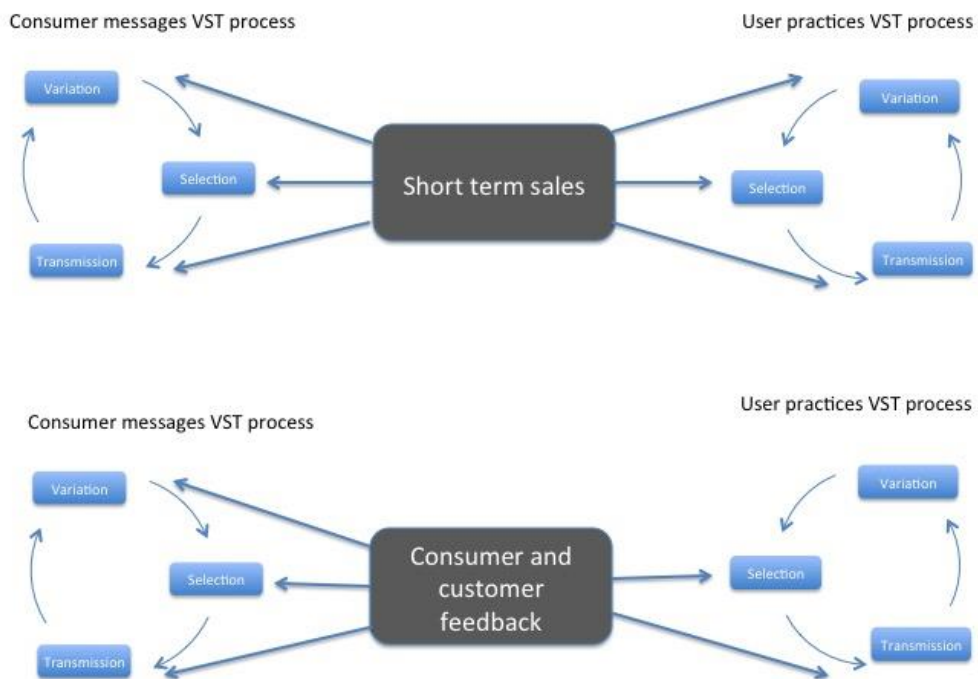 Consumer messages VST process
User practices VST process
Variation
Variation
Selection
Short term sales
Selection
Transmission
Transmission
Consumer messages VST process
User practices VST process
Variation
Variation
Selection
Consumer and
customer
feedback
Selection
Transmission
Transmission